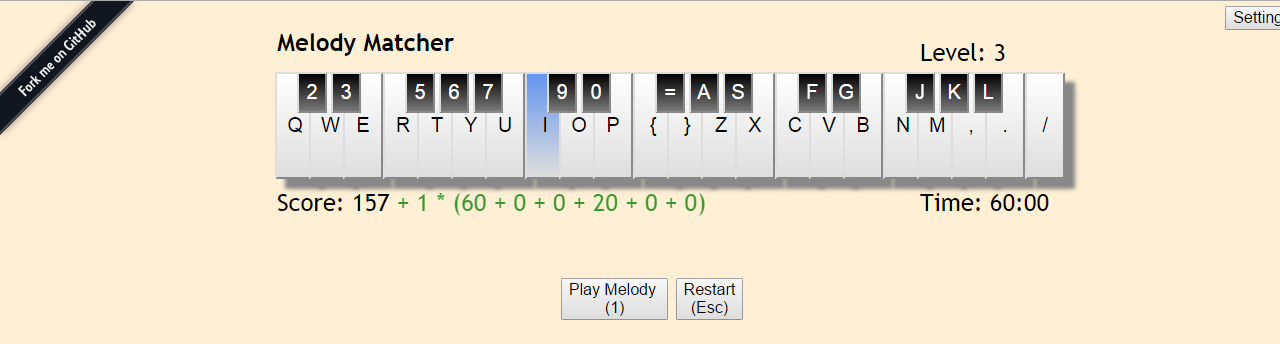 Fork me on GitHub
Setting
Melody Matcher
Level: 3
2 3 5 6 7 9 0 = A S F G J K L
Q W E R T Y U I O P { } Z X C V B N M , . /
Score: 157 + 1 * (60 + 0 + 0 + 20 + 0 + 0)
Time: 60:00
Play Melody
(1)
Restart
(Esc)